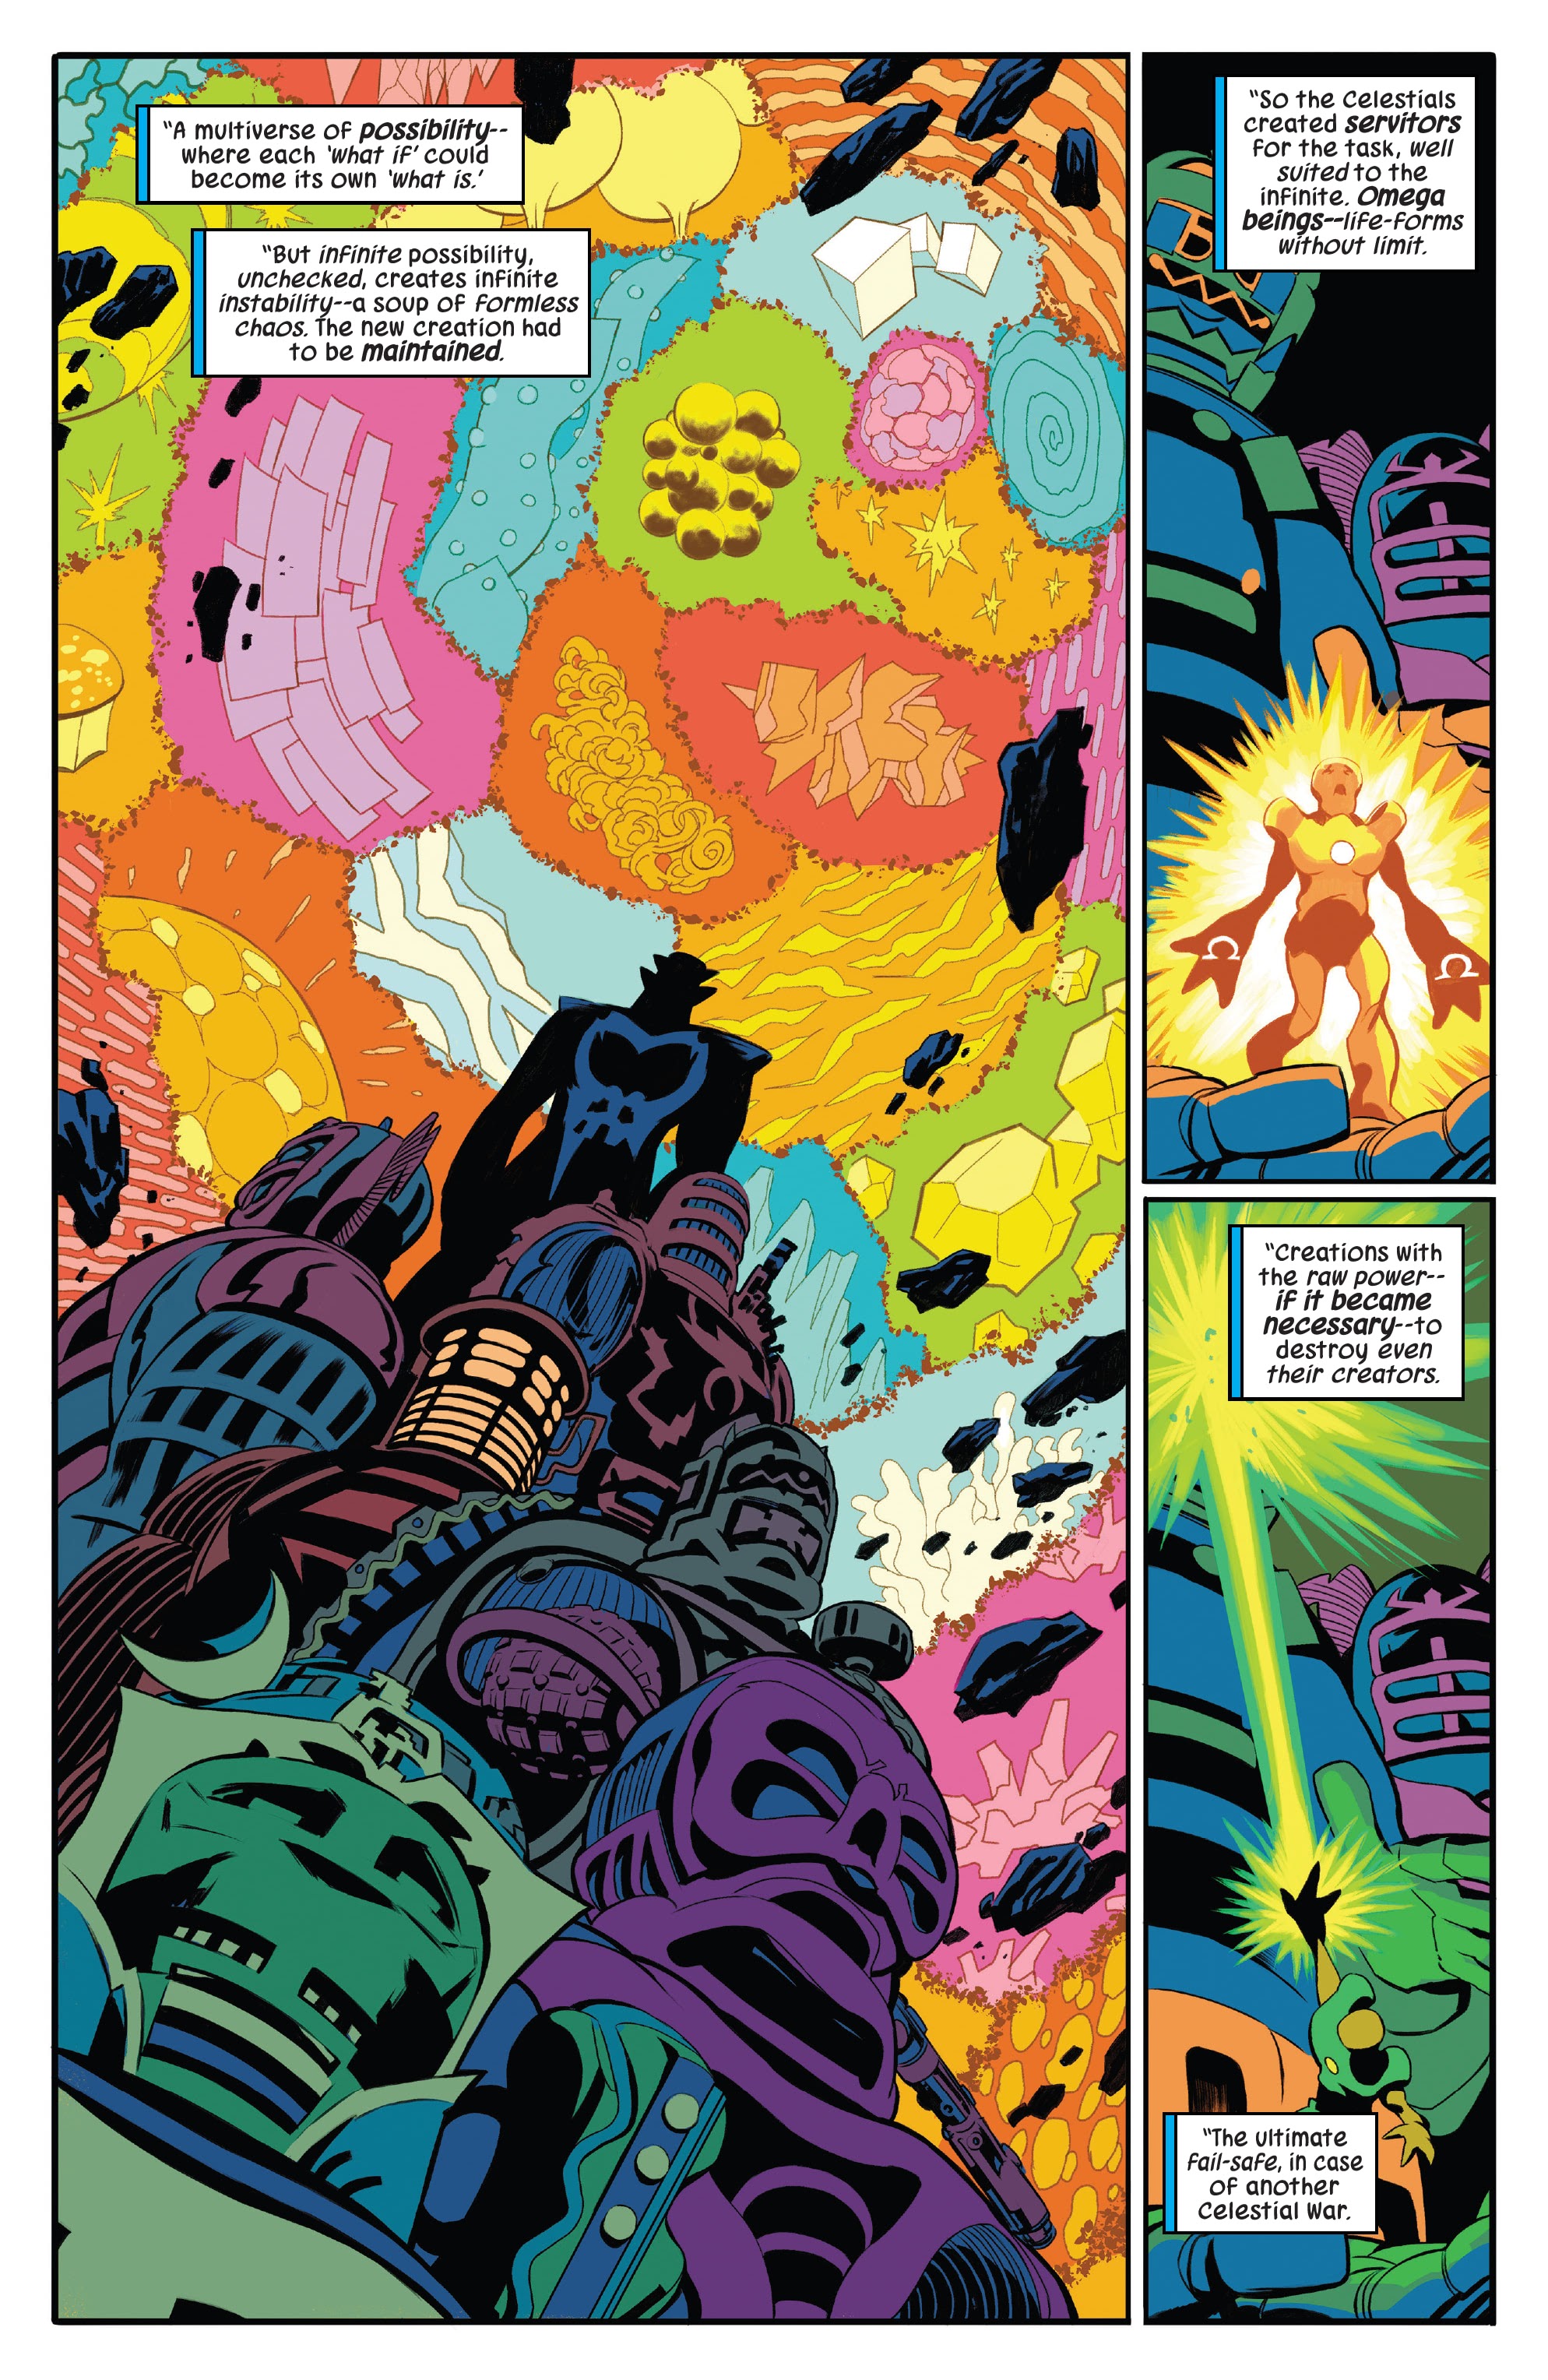 "A multiverse of possibility--
where each 'what if' could
become its own 'what is.'
"But infinite possibility,
unchecked, creates infinite
instability--a soup of formless
chaos. The new creation had
to be maintained.
"So the Celestials
created servitors
for the task, well
suited to the
infinite. Omega
beings--life-forms
without limit.
Ω Ω
"Creations with
the raw power--
if it became
necessary--to
destroy even
their creators.
"The ultimate
fail-safe, in case
of another
Celestial War.